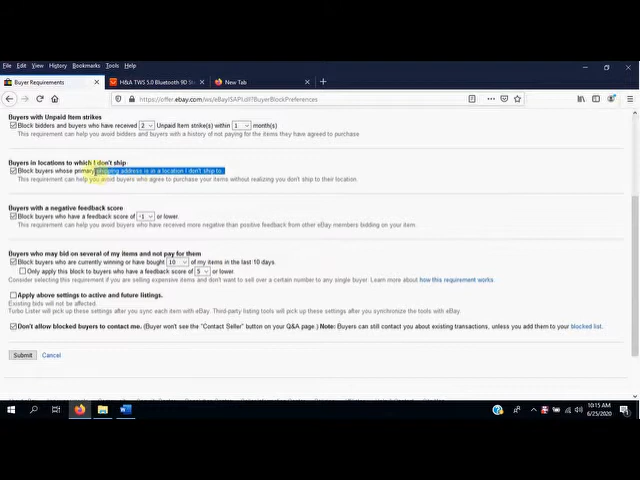 File Edit View History Bookmarks Tools Help
Buyer Requirements
H&A TWS 5.0 Bluetooth 9D St
New Tab
https://offer.ebay.com/ws/eBayISAPI.dll?BuyerBlockPreferences
Buyers with Unpaid Item strikes
Block bidders and buyers who have received 2 Unpaid Item strike(s) within 1 month(s)
This requirement can help you avoid bidders and buyers with a history of not paying for the items they have agreed to purchase
Buyers in locations to which I don't ship
Block buyers whose primary shipping address is in a location I don't ship to.
This requirement can help you avoid buyers who agree to purchase your items without realizing you don't ship to their location.
Buyers with a negative feedback score
Block buyers who have a feedback score of -1 or lower.
This requirement can help you avoid buyers who have received more negative than positive feedback from other eBay members bidding on your item.
Buyers who may bid on several of my items and not pay for them
Block buyers who are currently winning or have bought 10 of my items in the last 10 days.
Only apply this block to buyers who have a feedback score of 5 or lower.
Consider selecting this requirement if you are selling expensive items and don't want to sell over a certain number to any single buyer. Learn more about how this requirement works.
Apply above settings to active and future listings.
Existing bids will not be affected.
Turbo Lister will pick up these settings after you sync each item with eBay. Third-party listing tools will pick up these settings after you synchronize the tools with eBay.
Don't allow blocked buyers to contact me. (Buyer won't see the "Contact Seller" button on your Q&A page.) Note: Buyers can still contact you about existing transactions, unless you add them to your blocked list.
Submit Cancel
10:15 AM
6/25/2020